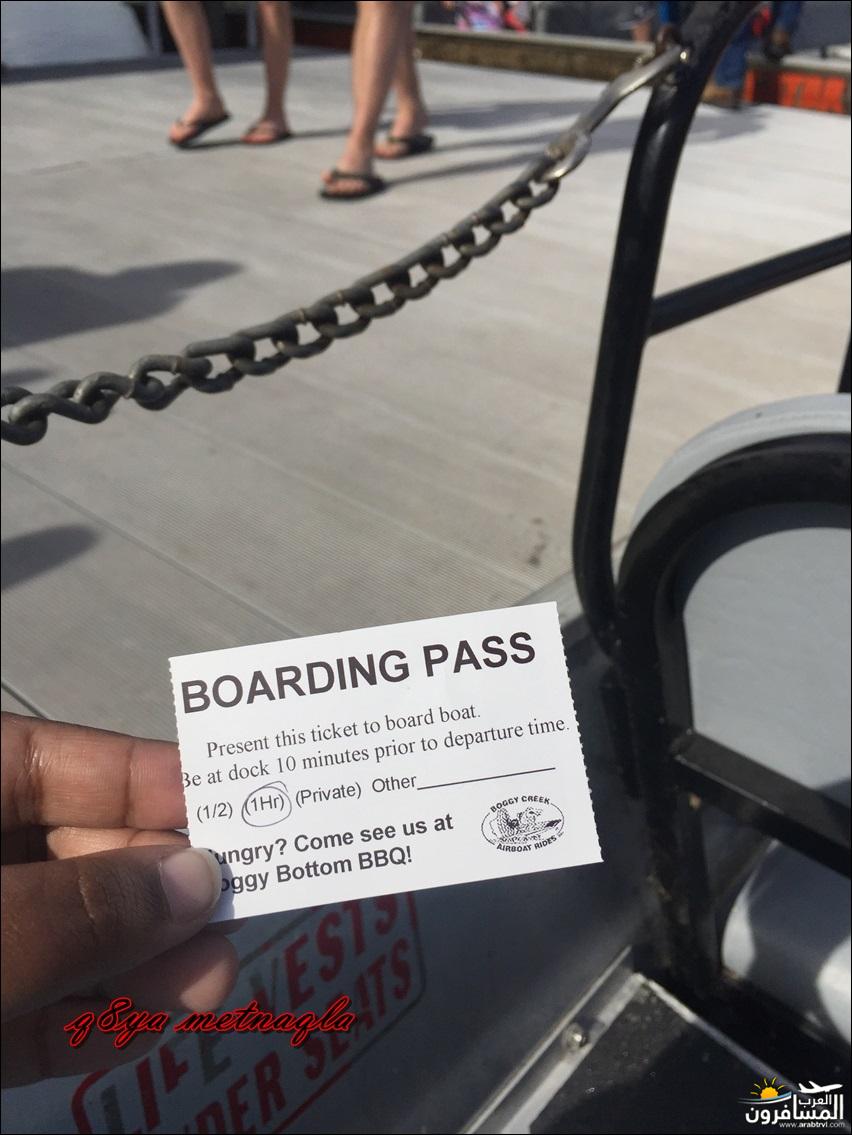 BOARDING PASS
Present this ticket to board boat.
Be at dock 10 minutes prior to departure time.
(1/2) (1Hr) (Private) Other
ungry? Come see us at
oggy Bottom BBQ!
BOGGY CREEK
AIRBOAT RIDES
LIFE VESTS
UNDER SEATS
q8ya metnaqla
العرب
المسافرون
www.arabtrvl.com